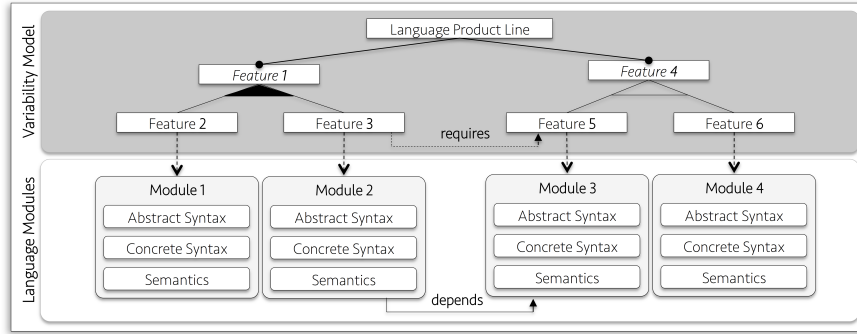 Variability Model
Language Product Line
Feature 1
Feature 4
Feature 2
Feature 3
requires
Feature 5
Feature 6
Language Modules
Module 1
Abstract Syntax
Concrete Syntax
Semantics
Module 2
Abstract Syntax
Concrete Syntax
Semantics
Module 3
Abstract Syntax
Concrete Syntax
Semantics
Module 4
Abstract Syntax
Concrete Syntax
Semantics
depends